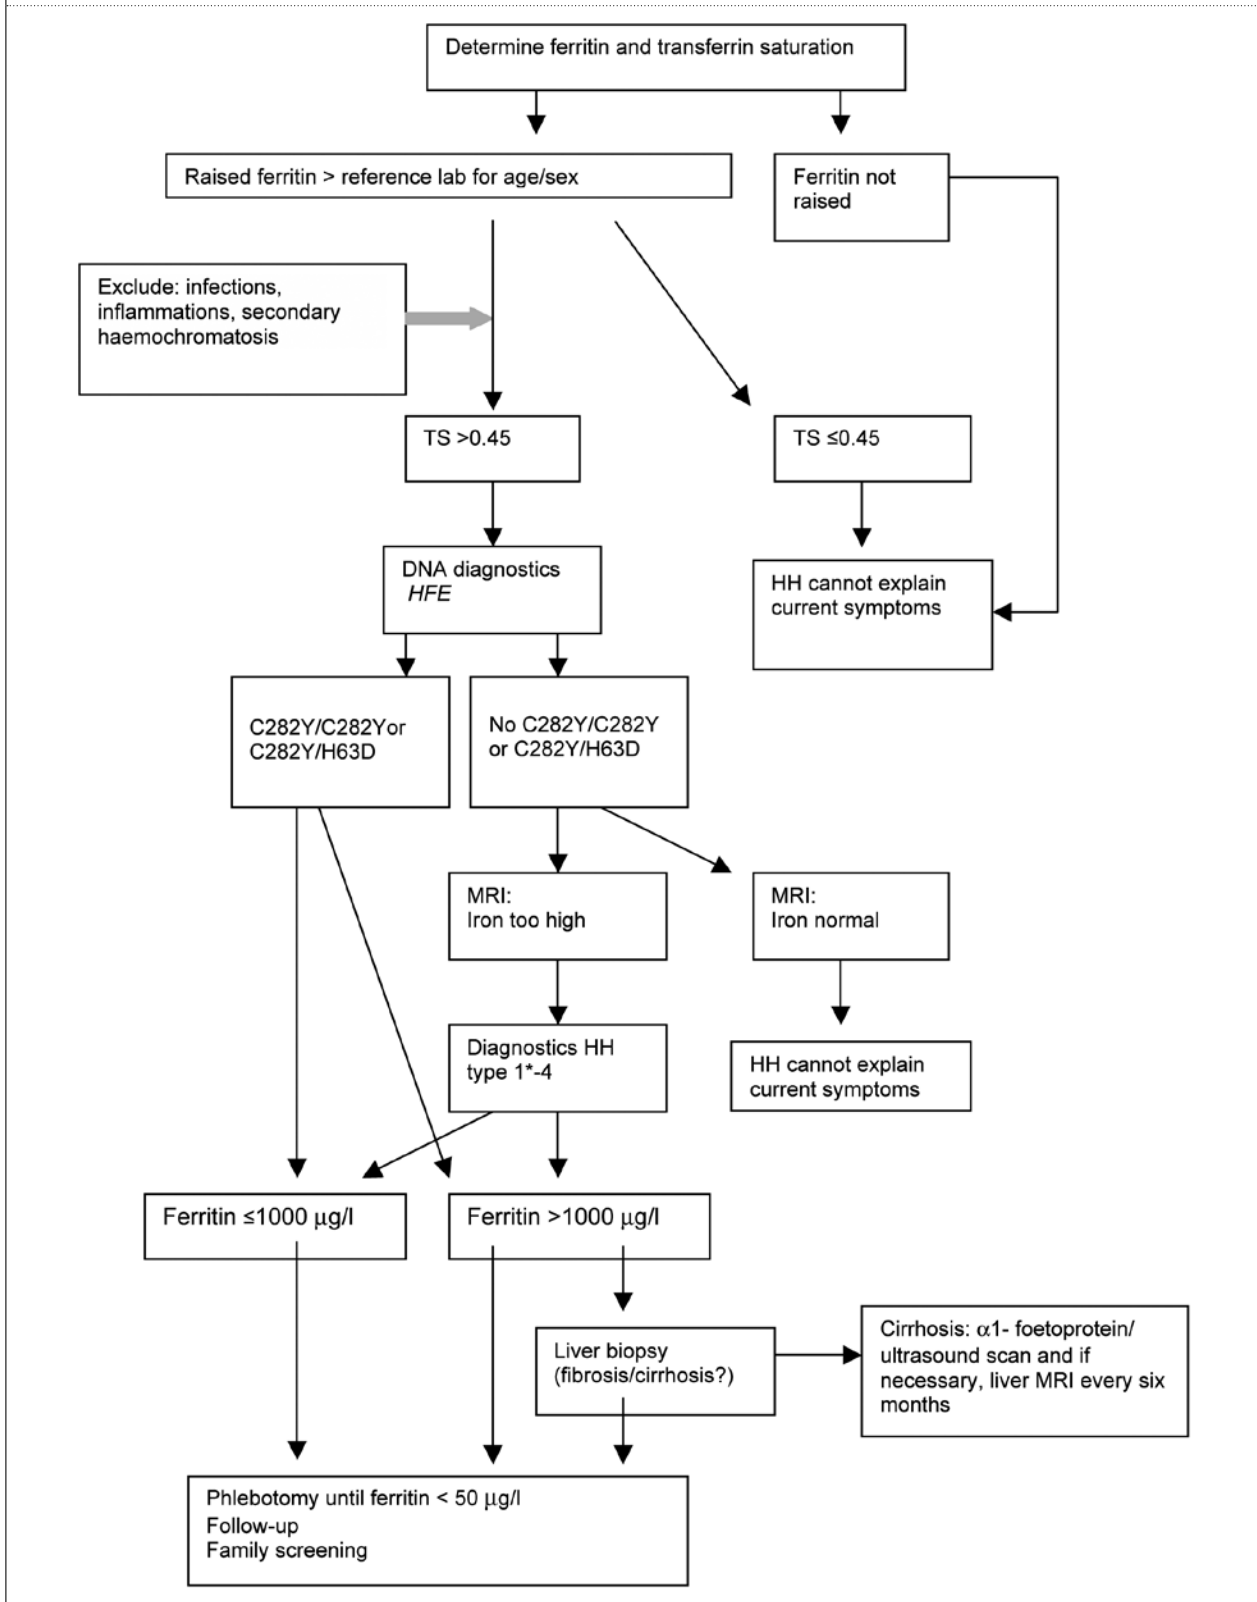 Determine ferritin and transferrin saturation
Raised ferritin > reference lab for age/sex
Ferritin not
raised
Exclude: infections,
inflammations, secondary
haemochromatosis
TS >0.45
TS ≤0.45
DNA diagnostics
HFE
HH cannot explain
current symptoms
C282Y/C282Yor
C282Y/H63D
No C282Y/C282Y
or C282Y/H63D
MRI:
Iron too high
MRI:
Iron normal
Diagnostics HH
type 1*-4
HH cannot explain
current symptoms
Ferritin ≤1000 μg/l
Ferritin >1000 μg/l
Liver biopsy
(fibrosis/cirrhosis?)
Cirrhosis: α1- foetoprotein/
ultrasound scan and if
necessary, liver MRI every six
months
Phlebotomy until ferritin < 50 μg/l
Follow-up
Family screening